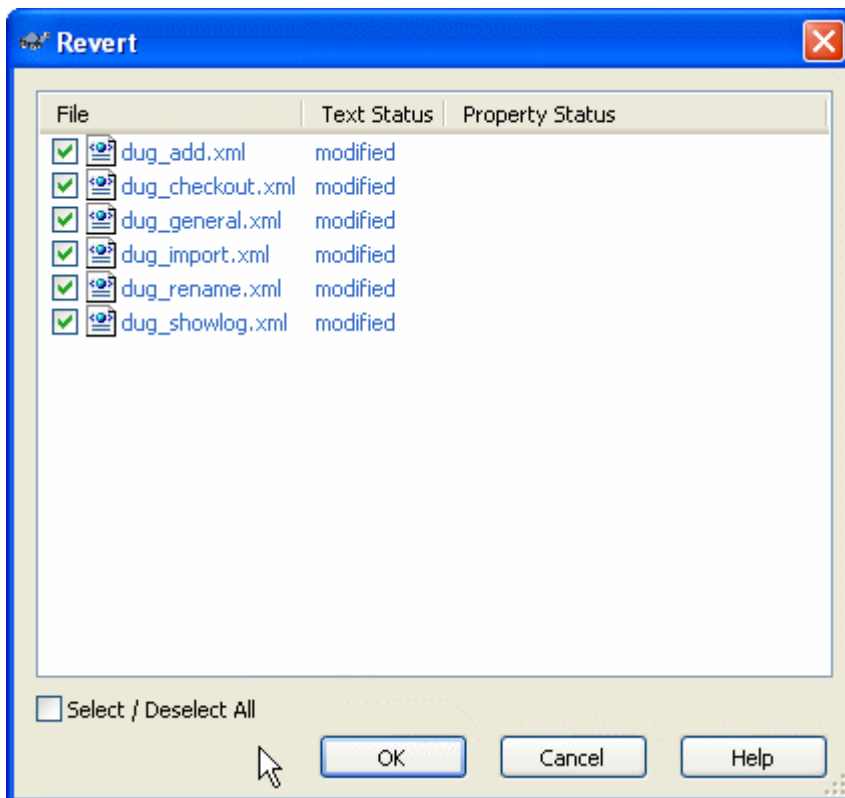 Revert
File Text Status Property Status
dug_add.xml modified
dug_checkout.xml modified
dug_general.xml modified
dug_import.xml modified
dug_rename.xml modified
dug_showlog.xml modified
Select / Deselect All
OK Cancel Help